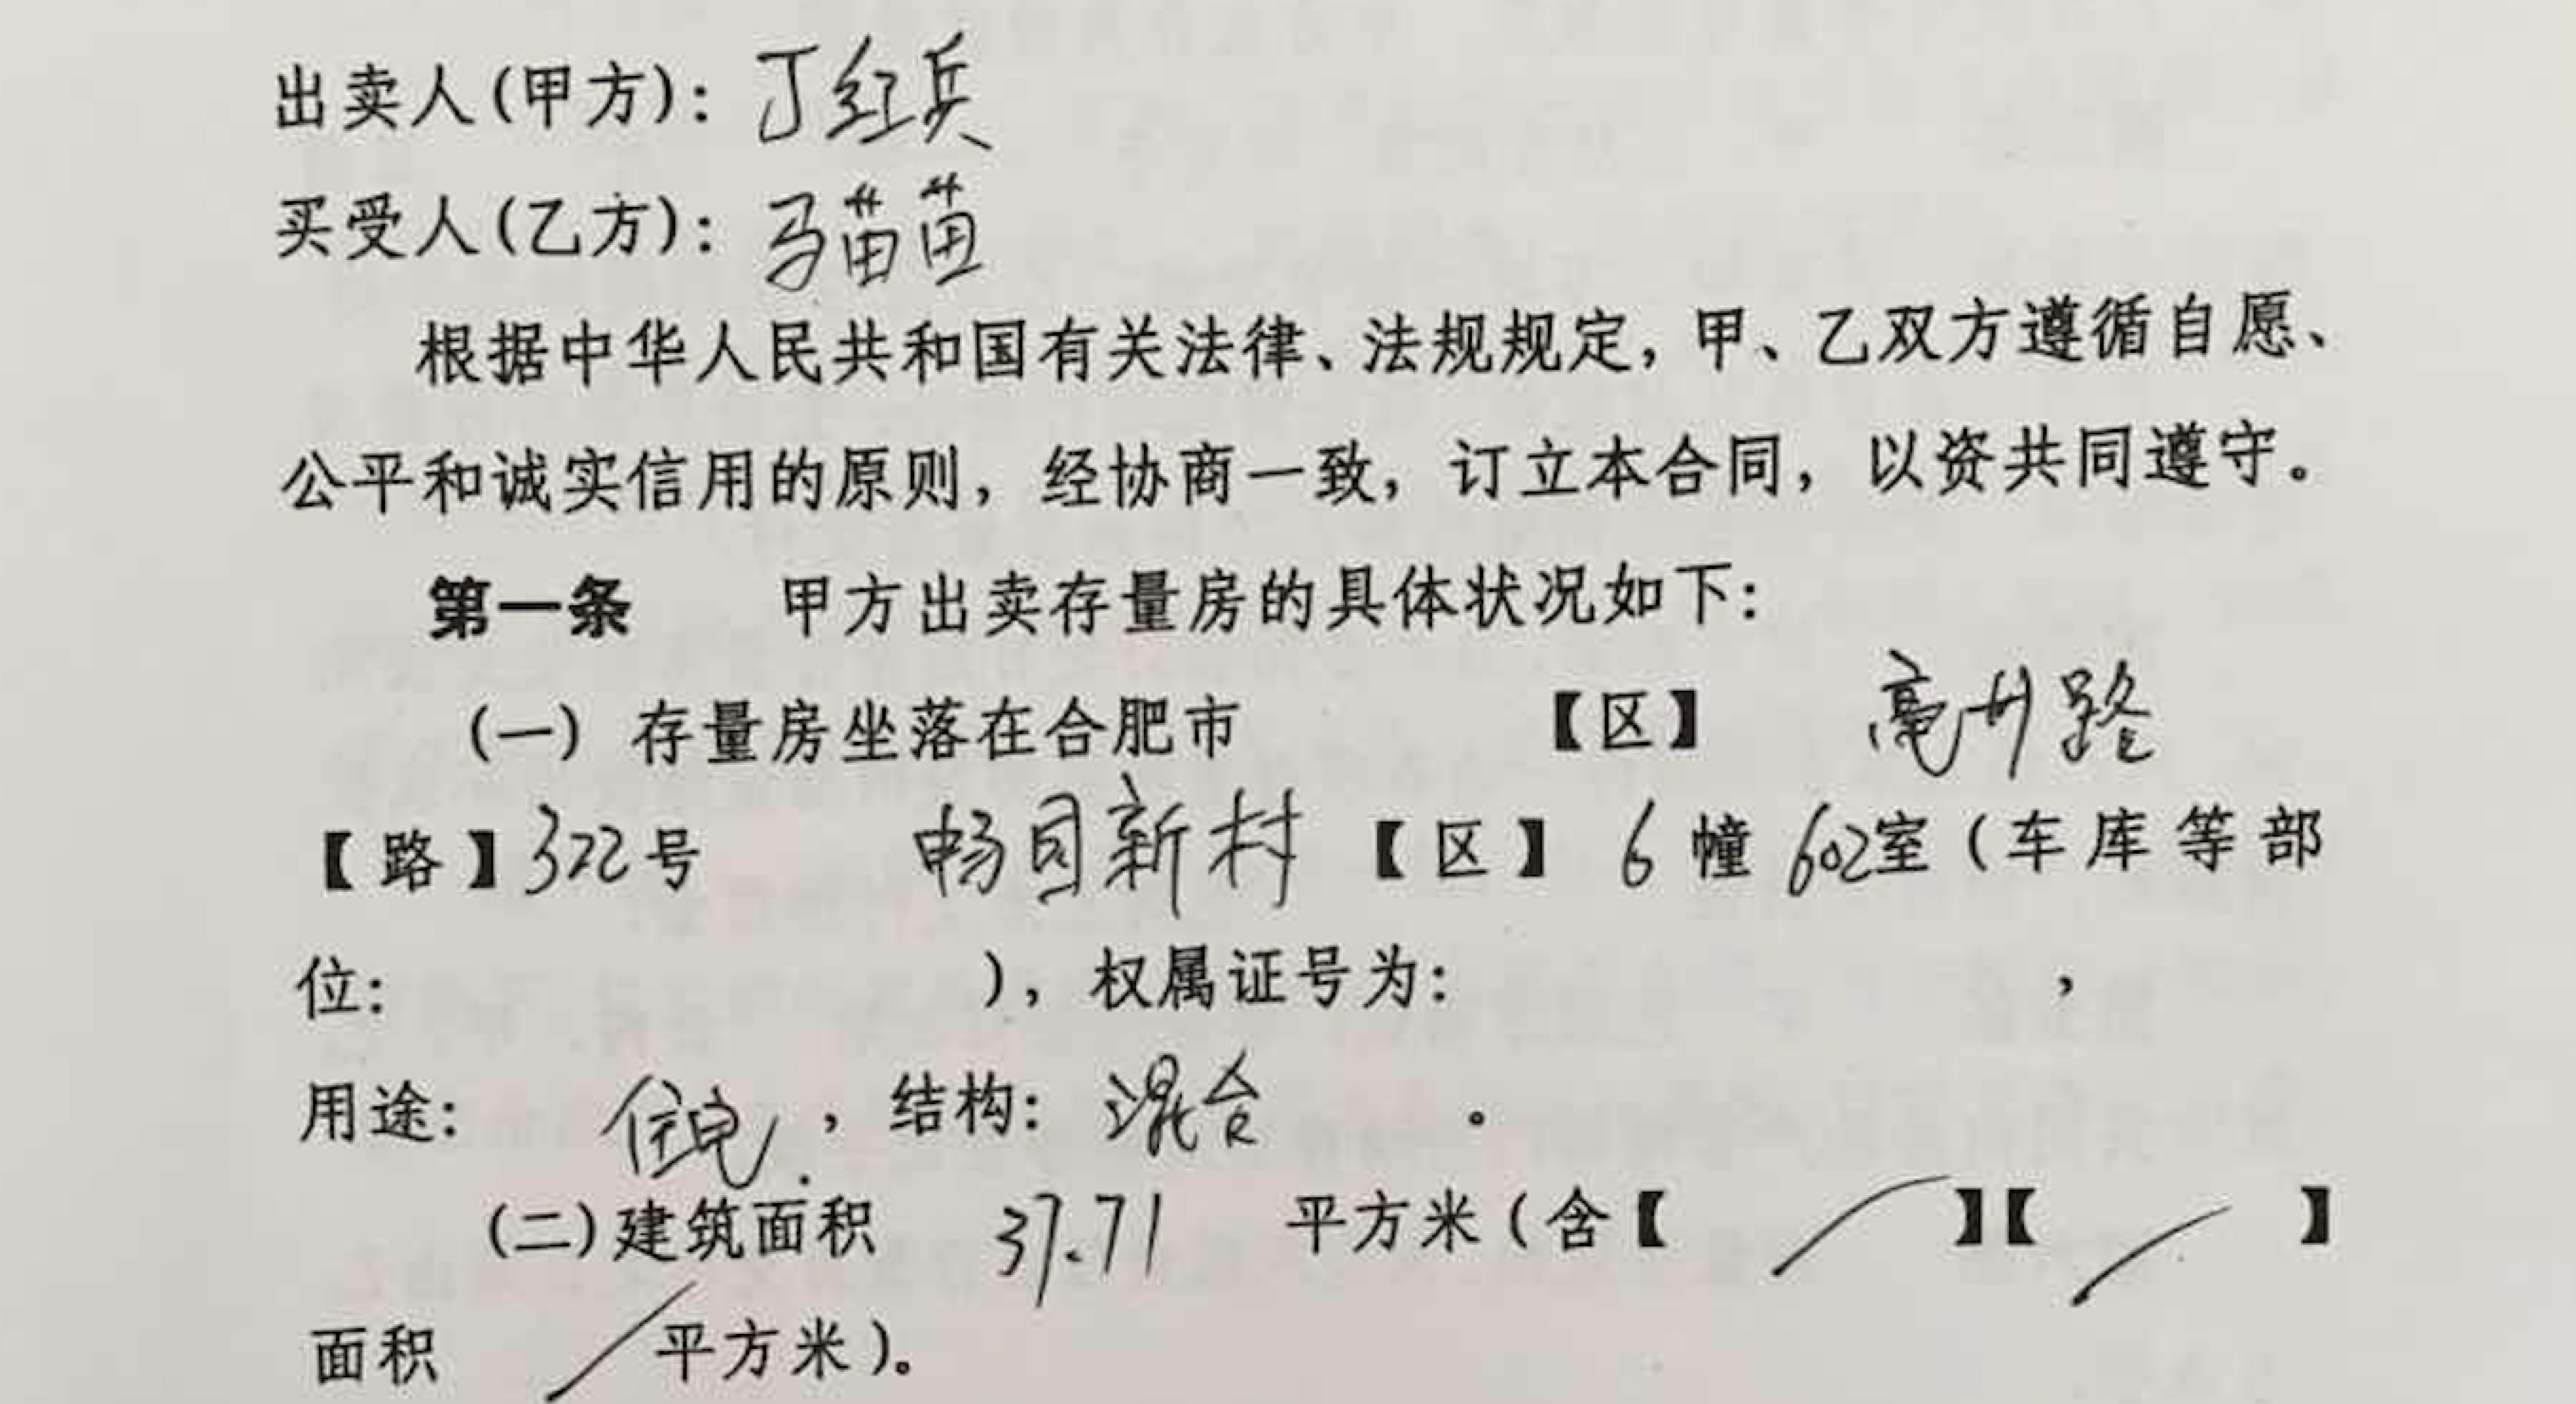 出卖人(甲方): 丁红兵
买受人(乙方): 马苗苗
根据中华人民共和国有关法律、法规规定,甲、乙双方遵循自愿、
公平和诚实信用的原则,经协商一致,订立本合同,以资共同遵守。
第一条 甲方出卖存量房的具体状况如下:
(一) 存量房坐落在合肥市 【区】 亳州路
【路】322号 畅园新村【区】 6 幢 602室(车库等部
位: ),权属证号为: ,
用途: 住宅 ,结构: 混合 。
(二)建筑面积 37.71 平方米(含【 / 】【 / 】
面积 / 平方米)。